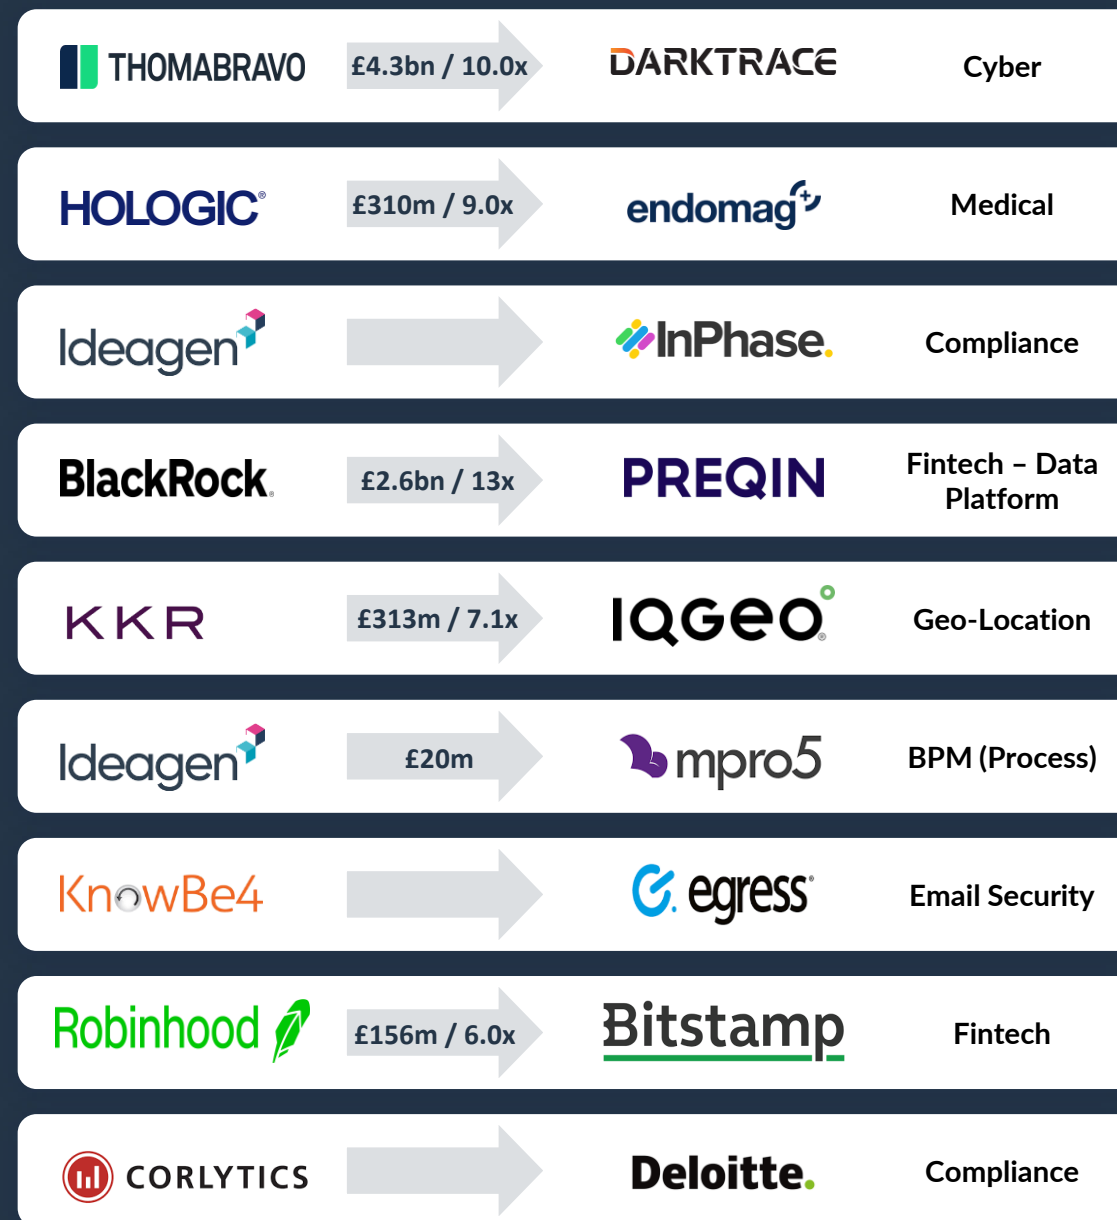 THOMABRAVO £4.3bn / 10.0x DARKTRACE Cyber
HOLOGIC® £310m / 9.0x endomag Medical
Ideagen InPhase. Compliance
BlackRock® £2.6bn / 13x PREQIN Fintech – Data
Platform
KKR £313m / 7.1x IQGEO® Geo-Location
Ideagen £20m mpro5 BPM (Process)
KnowBe4 egress® Email Security
Robinhood £156m / 6.0x Bitstamp Fintech
CORLYTICS Deloitte. Compliance